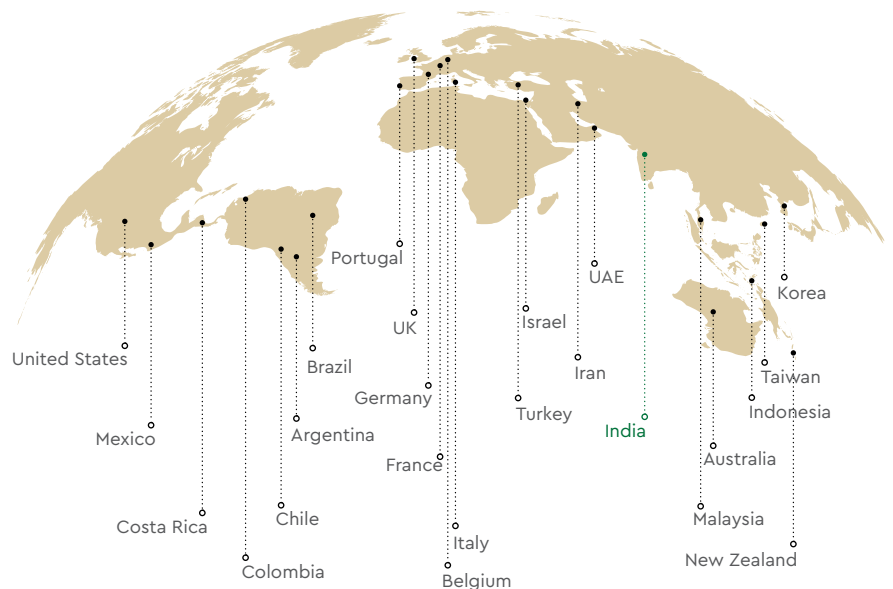 Portugal
UAE
Korea
Israel
UK
United States
Brazil
Iran
Taiwan
Germany
Turkey
Indonesia
India
Mexico
Argentina
Australia
France
Costa Rica
Chile
Malaysia
Italy
New Zealand
Colombia
Belgium